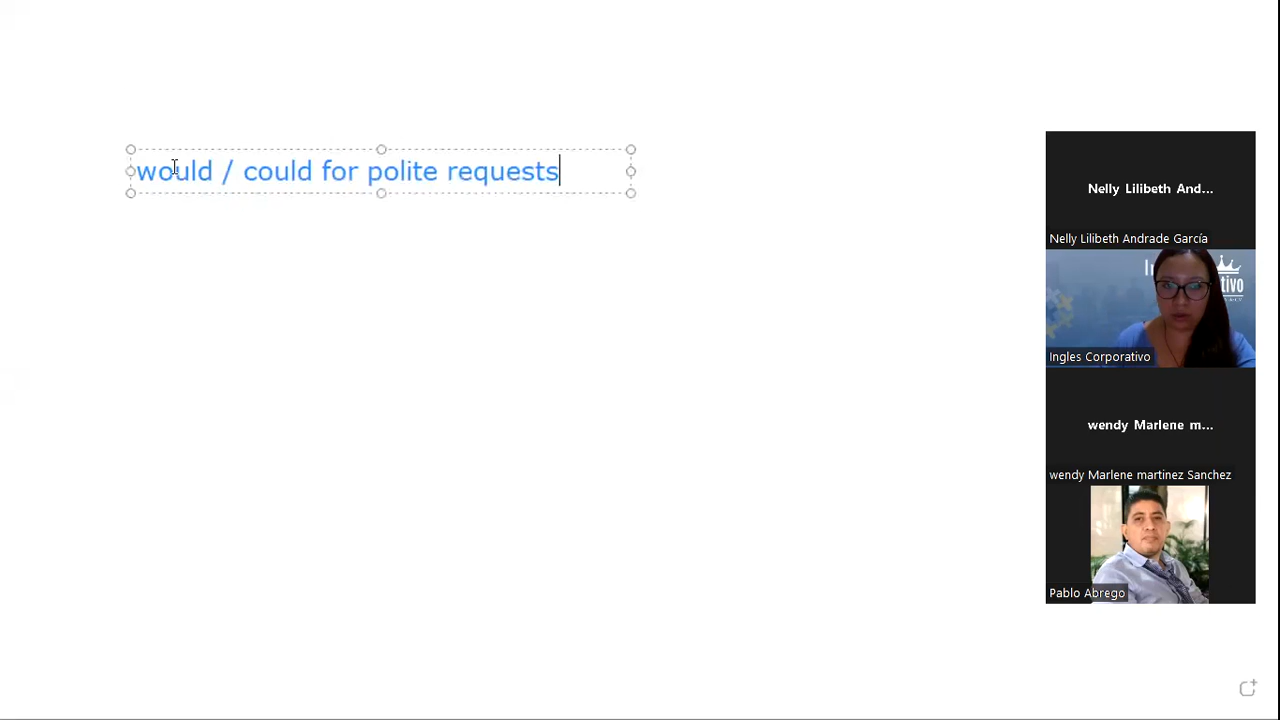 would / could for polite requests
Nelly Lilibeth And...
Nelly Lilibeth Andrade García
Ingles Corporativo
wendy Marlene m...
wendy Marlene martinez Sanchez
Pablo Abrego